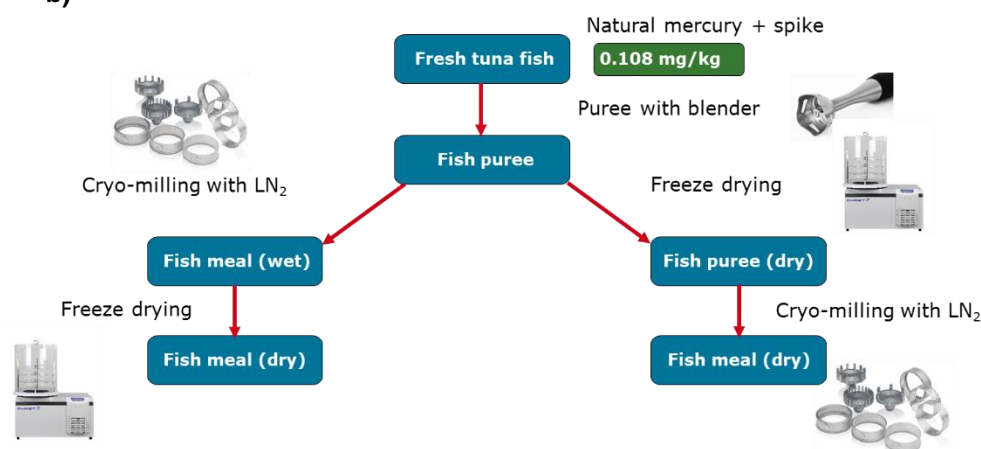 b)
Natural mercury + spike
Fresh tuna fish
0.108 mg/kg
Puree with blender
Fish puree
Cryo-milling with LN₂
Freeze drying
Fish meal (wet)
Fish puree (dry)
Freeze drying
Cryo-milling with LN₂
Fish meal (dry)
Fish meal (dry)